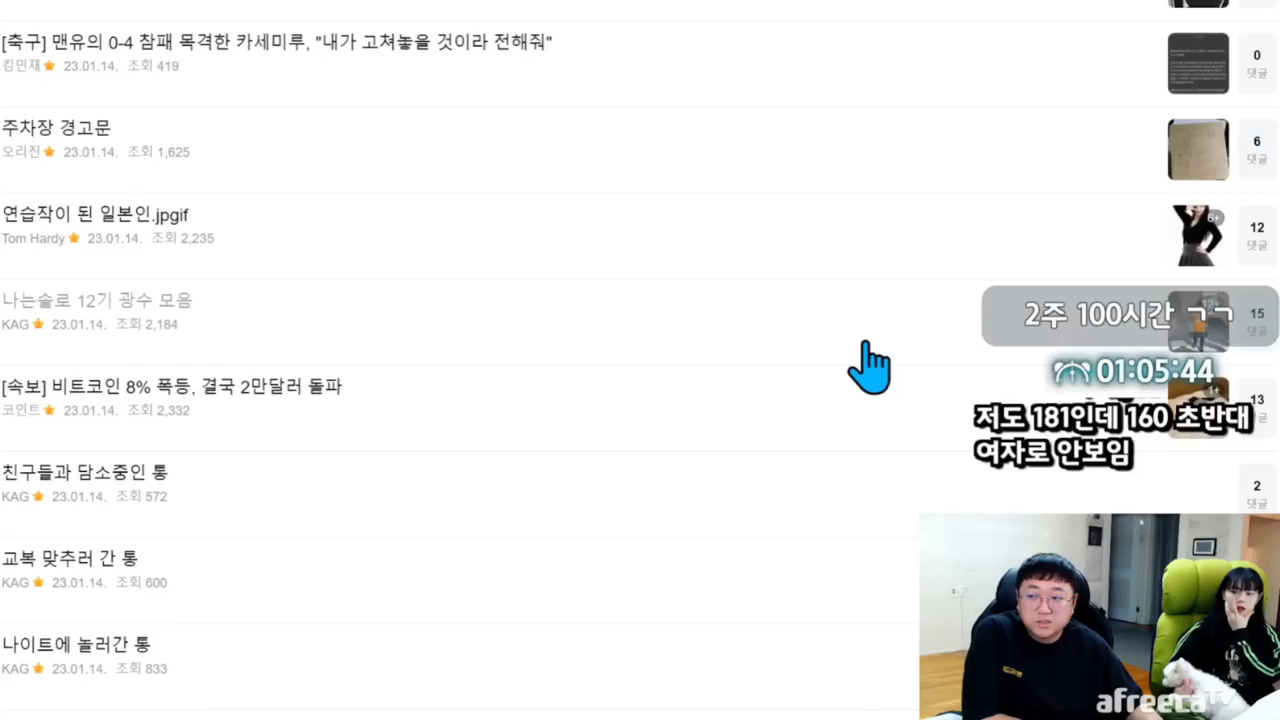 [축구] 맨유의 0-4 참패 목격한 카세미루, "내가 고쳐놓을 것이라 전해줘"
킹민재 23.01.14. 조회 419
0
댓글
주차장 경고문
오리진 23.01.14. 조회 1,625
6
댓글
연습작이 된 일본인.jpgif
Tom Hardy 23.01.14. 조회 2,235
6+
12
댓글
나는솔로 12기 광수 모음
KAG 23.01.14. 조회 2,184
2주 100시간 ㄱㄱ
15
댓글
01:05:44
[속보] 비트코인 8% 폭등, 결국 2만달러 돌파
코인트 23.01.14. 조회 2,332
1+
13
저도 181인데 160 초반대
여자로 안보임
친구들과 담소중인 통
KAG 23.01.14. 조회 572
2
댓글
교복 맞추러 간 통
KAG 23.01.14. 조회 600
나이트에 놀러간 통
KAG 23.01.14. 조회 833
afreecaTV